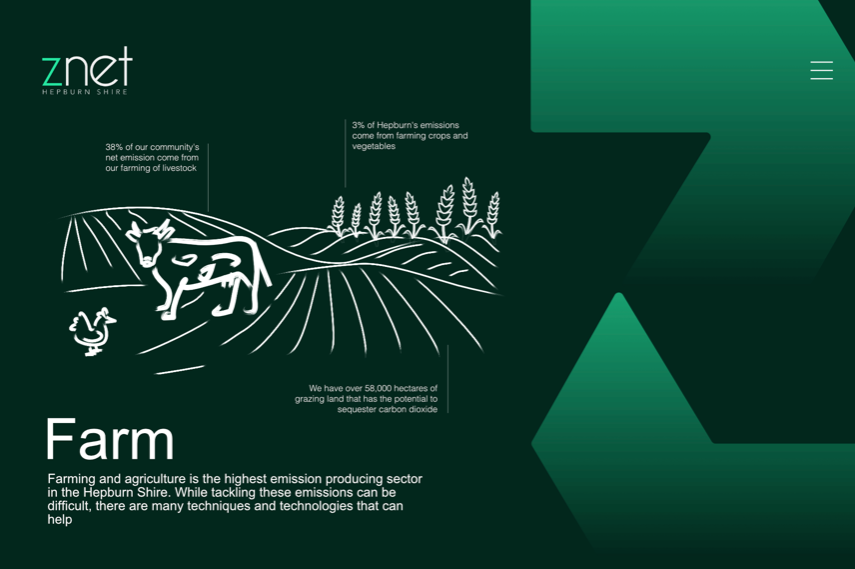 znet
HEPBURN SHIRE
3% of Hepburn's emissions
come from farming crops and
vegetables
38% of our community's
net emission come from
our farming of livestock
We have over 58,000 hectares of
grazing land that has the potential to
sequester carbon dioxide
Farm
Farming and agriculture is the highest emission producing sector
in the Hepburn Shire. While tackling these emissions can be
difficult, there are many techniques and technologies that can
help